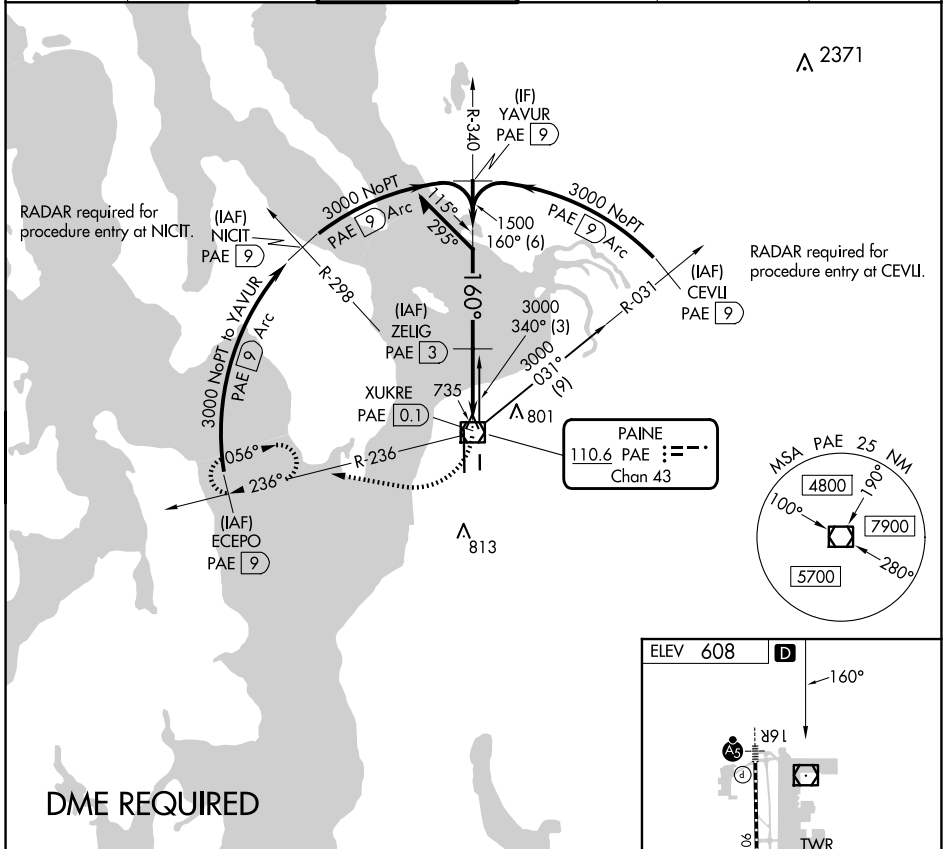 2371
(IF)
YAVUR
PAE 9
R-340
3000 NoPT
PAE 9 Arc
115°
295°
1500
160° (6)
3000 NoPT
PAE 9 Arc
RADAR required for
procedure entry at NICIT.
(IAF)
NICIT
PAE 9
R-298
RADAR required for
procedure entry at CEVLI.
(IAF)
CEVLI
PAE 9
R-031
160°
(IAF)
ZELIG
PAE 3
3000
340° (3)
3000
031°
(9)
3000 NoPT to YAVUR
PAE 9 Arc
XUKRE
PAE 0.1
735
801
PAINE
110.6 PAE
Chan 43
056°
236°
R-236
(IAF)
ECEPO
PAE 9
813
MSA PAE 25 NM
4800
190°
100°
7900
280°
5700
ELEV 608 D
160°
16R
A5
P
90
TWR
DME REQUIRED